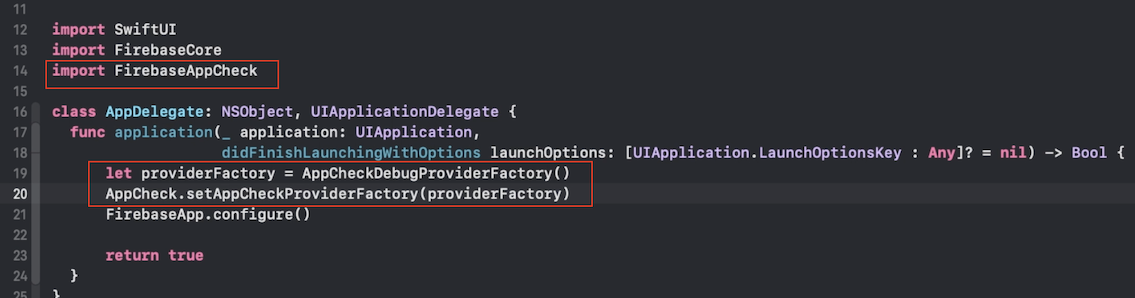 11
12 import SwiftUI
13 import FirebaseCore
14 import FirebaseAppCheck
15
16 class AppDelegate: NSObject, UIApplicationDelegate {
17 func application(_ application: UIApplication,
18 didFinishLaunchingWithOptions launchOptions: [UIApplication.LaunchOptionsKey : Any]? = nil) -> Bool {
19 let providerFactory = AppCheckDebugProviderFactory()
20 AppCheck.setAppCheckProviderFactory(providerFactory)
21 FirebaseApp.configure()
22
23 return true
24 }
25 }